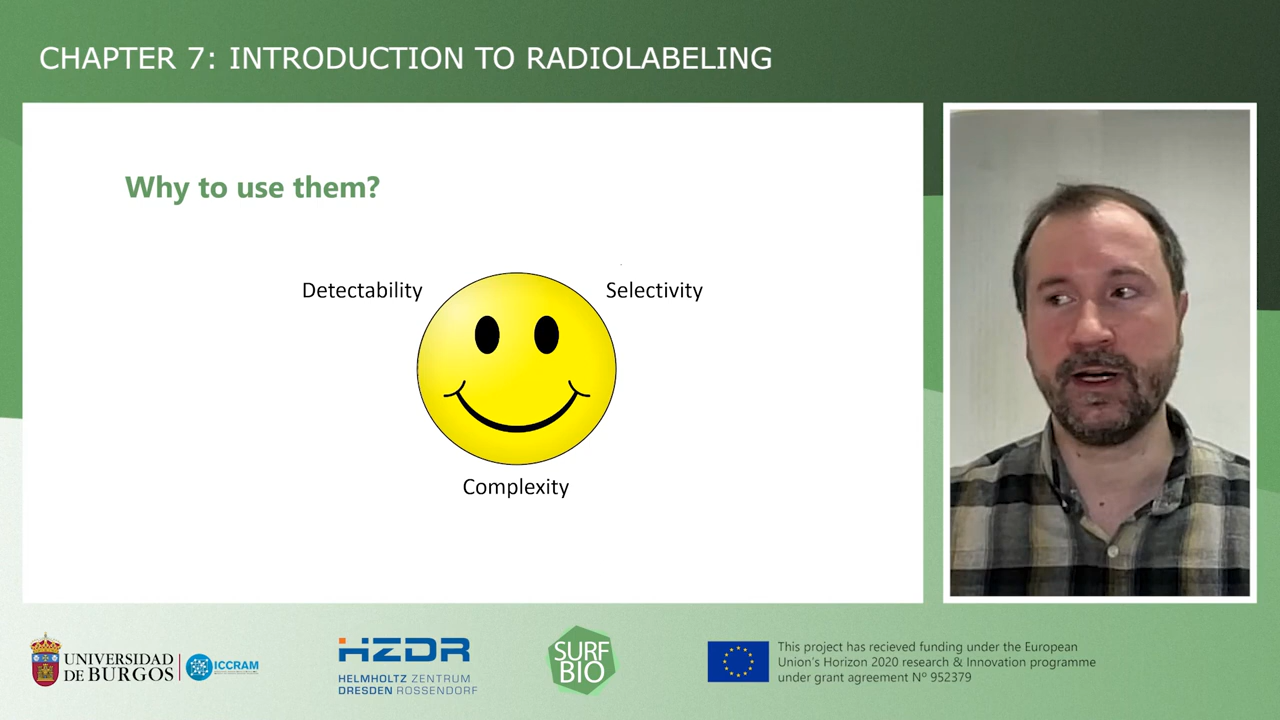 CHAPTER 7: INTRODUCTION TO RADIOLABELING
Why to use them?
Detectability
Selectivity
Complexity
UNIVERSIDAD
DE BURGOS
ICCRAM
HZDR
HELMHOLTZ ZENTRUM
DRESDEN ROSSENDORF
SURF
BIO
This project has recieved funding under the European
Union's Horizon 2020 research & Innovation programme
under grant agreement Nº 952379